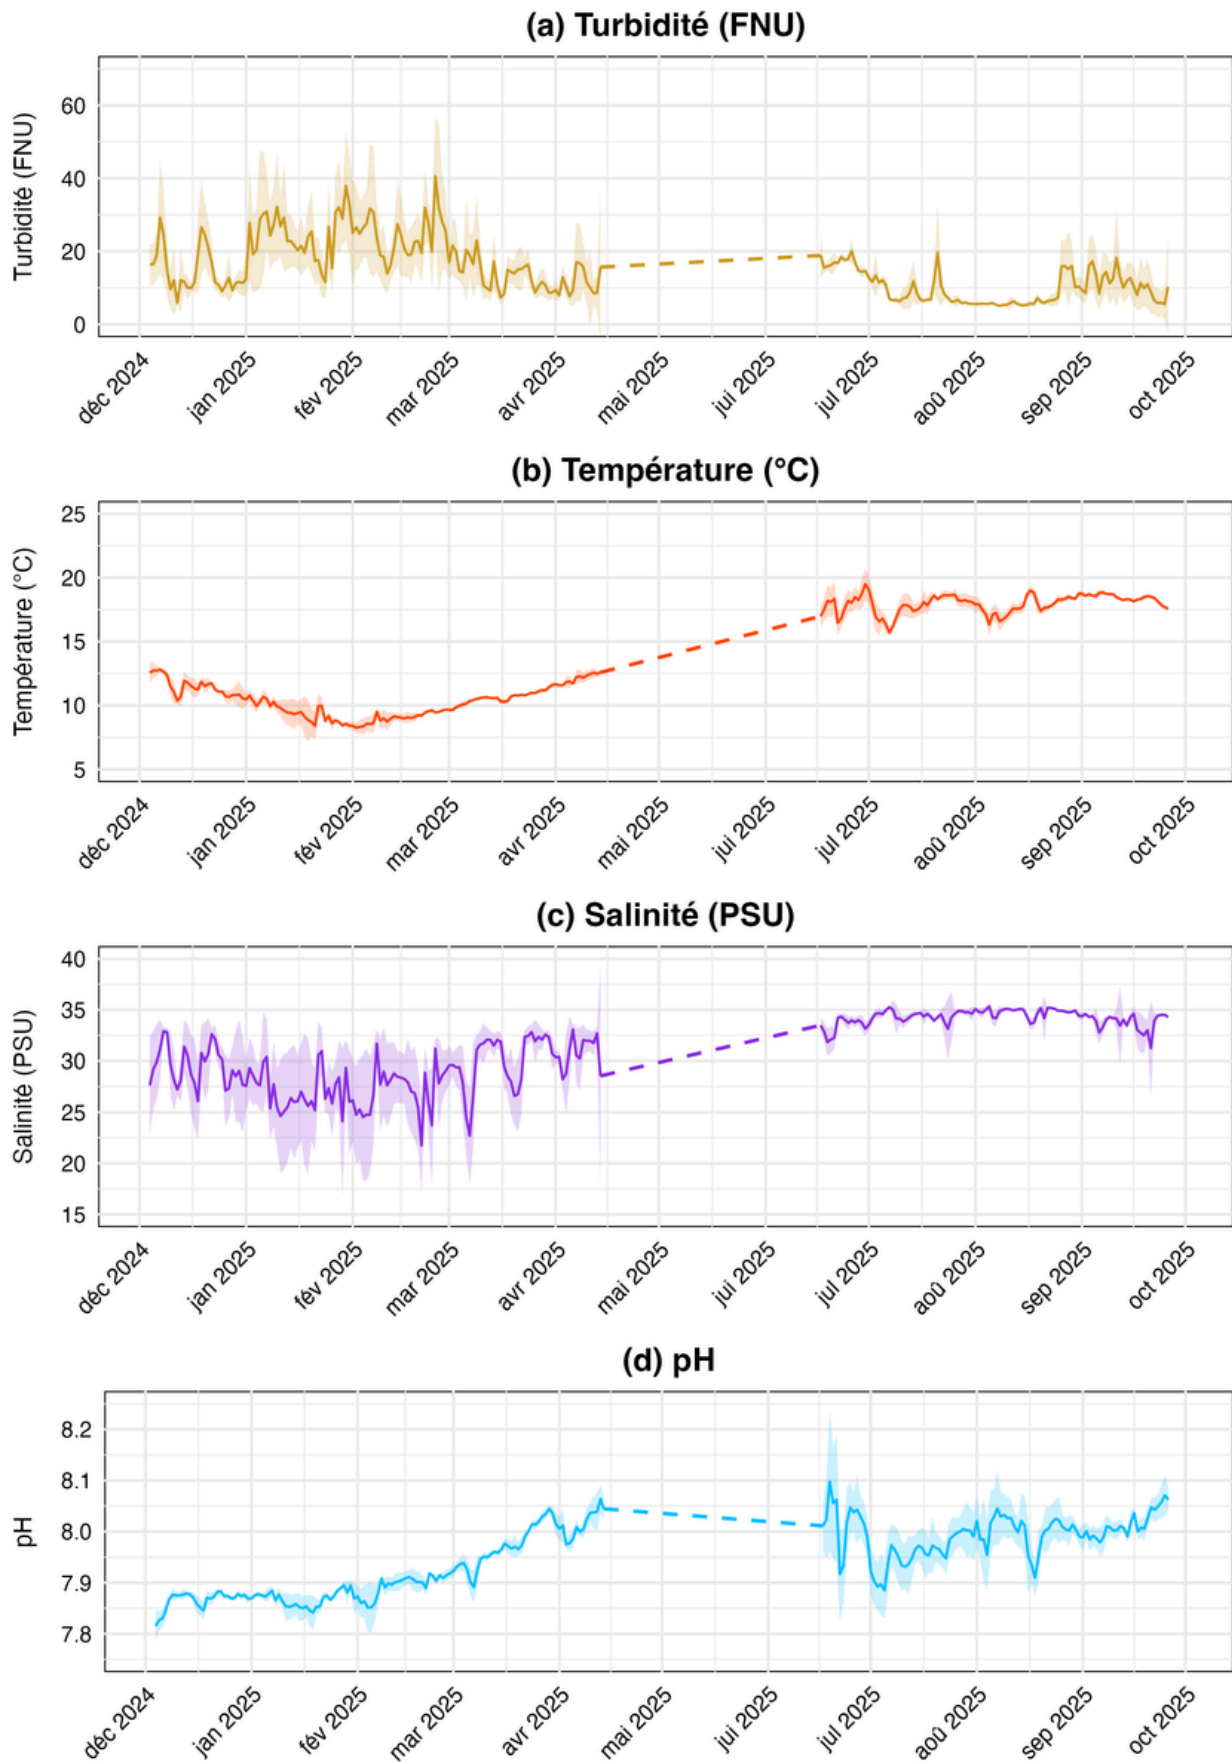 (a) Turbidité (FNU)
Turbidité (FNU)
60
40
20
0
déc 2024 jan 2025 fév 2025 mar 2025 avr 2025 mai 2025 jui 2025 jul 2025 aoû 2025 sep 2025 oct 2025
(b) Température (°C)
Température (°C)
25
20
15
10
5
déc 2024 jan 2025 fév 2025 mar 2025 avr 2025 mai 2025 jui 2025 jul 2025 aoû 2025 sep 2025 oct 2025
(c) Salinité (PSU)
Salinité (PSU)
40
35
30
25
20
15
déc 2024 jan 2025 fév 2025 mar 2025 avr 2025 mai 2025 jui 2025 jul 2025 aoû 2025 sep 2025 oct 2025
(d) pH
pH
8.2
8.1
8.0
7.9
7.8
déc 2024 jan 2025 fév 2025 mar 2025 avr 2025 mai 2025 jui 2025 jul 2025 aoû 2025 sep 2025 oct 2025